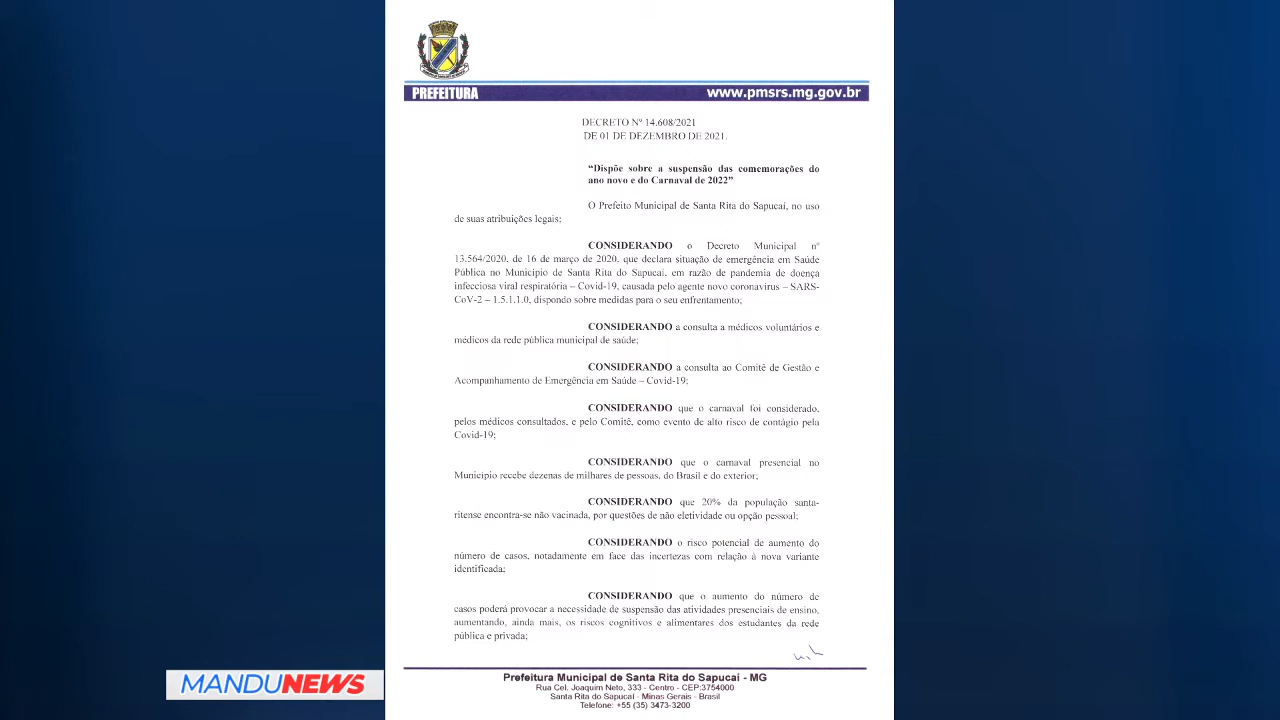 PREFEITURA www.pmsrs.mg.gov.br
DECRETO Nº 14.608/2021
DE 01 DE DEZEMBRO DE 2021.
“Dispõe sobre a suspensão das comemorações do
ano novo e do Carnaval de 2022”
O Prefeito Municipal de Santa Rita do Sapucaí, no uso
de suas atribuições legais;
CONSIDERANDO o Decreto Municipal nº
13.564/2020, de 16 de março de 2020, que declara situação de emergência em Saúde
Pública no Município de Santa Rita do Sapucaí, em razão de pandemia de doença
infecciosa viral respiratória – Covid-19, causada pelo agente novo coronavírus – SARS-
CoV-2 – 1.5.1.1.0, dispondo sobre medidas para o seu enfrentamento;
CONSIDERANDO a consulta a médicos voluntários e
médicos da rede pública municipal de saúde;
CONSIDERANDO a consulta ao Comitê de Gestão e
Acompanhamento de Emergência em Saúde – Covid-19;
CONSIDERANDO que o carnaval foi considerado,
pelos médicos consultados, e pelo Comitê, como evento de alto risco de contágio pela
Covid-19;
CONSIDERANDO que o carnaval presencial no
Município recebe dezenas de milhares de pessoas, do Brasil e do exterior;
CONSIDERANDO que 20% da população santa-
ritense encontra-se não vacinada, por questões de não eletividade ou opção pessoal;
CONSIDERANDO o risco potencial de aumento do
número de casos, notadamente em face das incertezas com relação à nova variante
identificada;
CONSIDERANDO que o aumento do número de
casos poderá provocar a necessidade de suspensão das atividades presenciais de ensino,
aumentando, ainda mais, os riscos cognitivos e alimentares dos estudantes da rede
pública e privada;
Prefeitura Municipal de Santa Rita do Sapucaí - MG
Rua Cel. Joaquim Neto, 333 - Centro - CEP:3754000
Santa Rita do Sapucaí - Minas Gerais - Brasil
Telefone: +55 (35) 3473-3200
MANDUNEWS